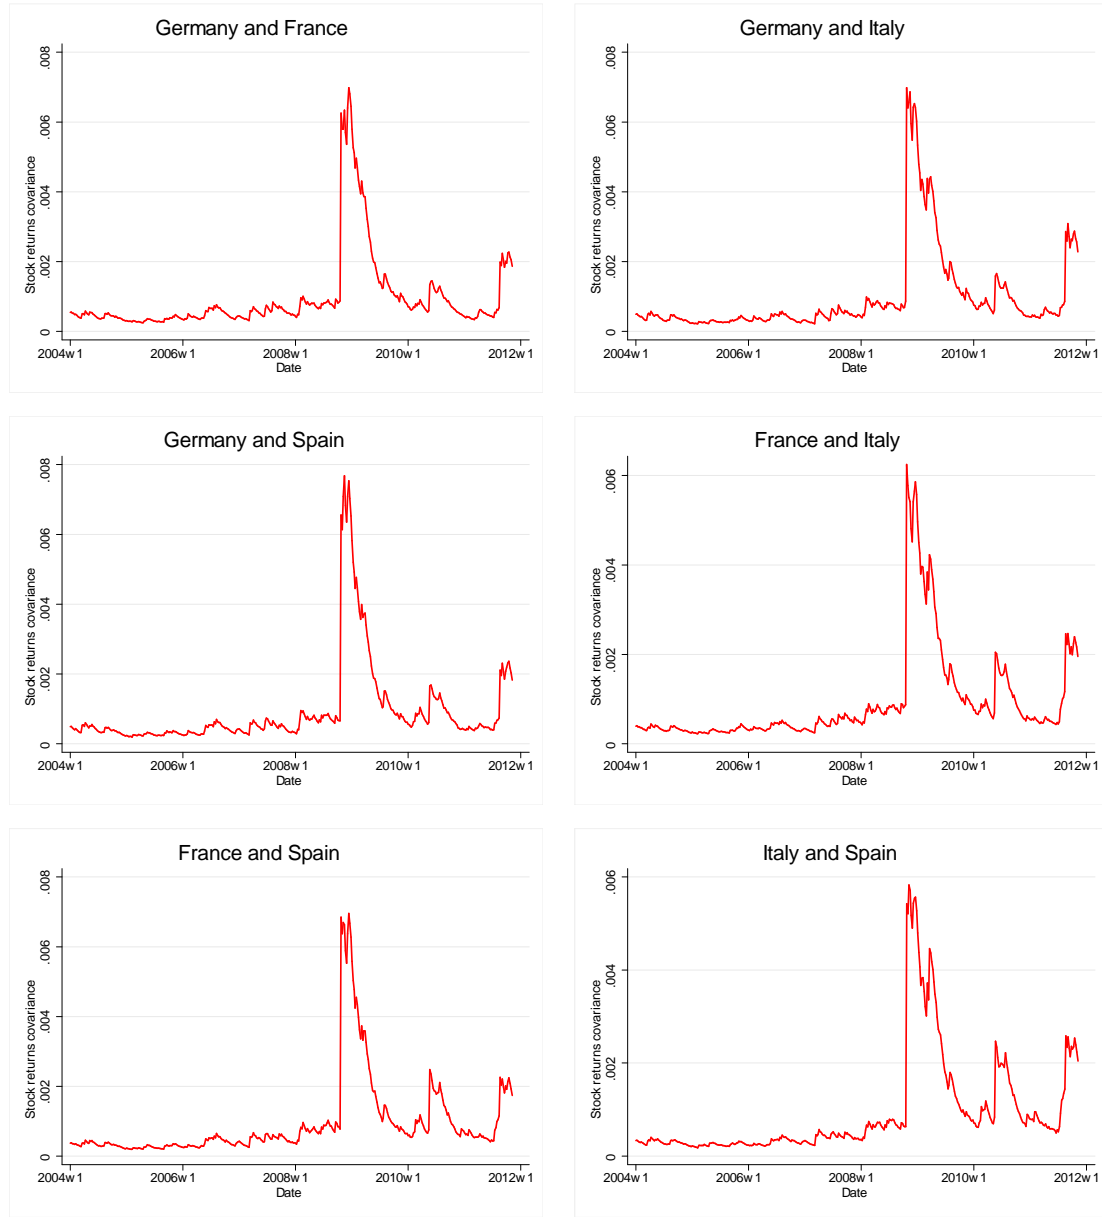 Germany and France
Stock returns covariance
0
.002
.004
.006
.008
2004w1
2006w1
2008w1
2010w1
2012w1
Date
Germany and Italy
Stock returns covariance
0
.002
.004
.006
.008
2004w1
2006w1
2008w1
2010w1
2012w1
Date
Germany and Spain
Stock returns covariance
0
.002
.004
.006
.008
2004w1
2006w1
2008w1
2010w1
2012w1
Date
France and Italy
Stock returns covariance
0
.002
.004
.006
2004w1
2006w1
2008w1
2010w1
2012w1
Date
France and Spain
Stock returns covariance
0
.002
.004
.006
.008
2004w1
2006w1
2008w1
2010w1
2012w1
Date
Italy and Spain
Stock returns covariance
0
.002
.004
.006
2004w1
2006w1
2008w1
2010w1
2012w1
Date